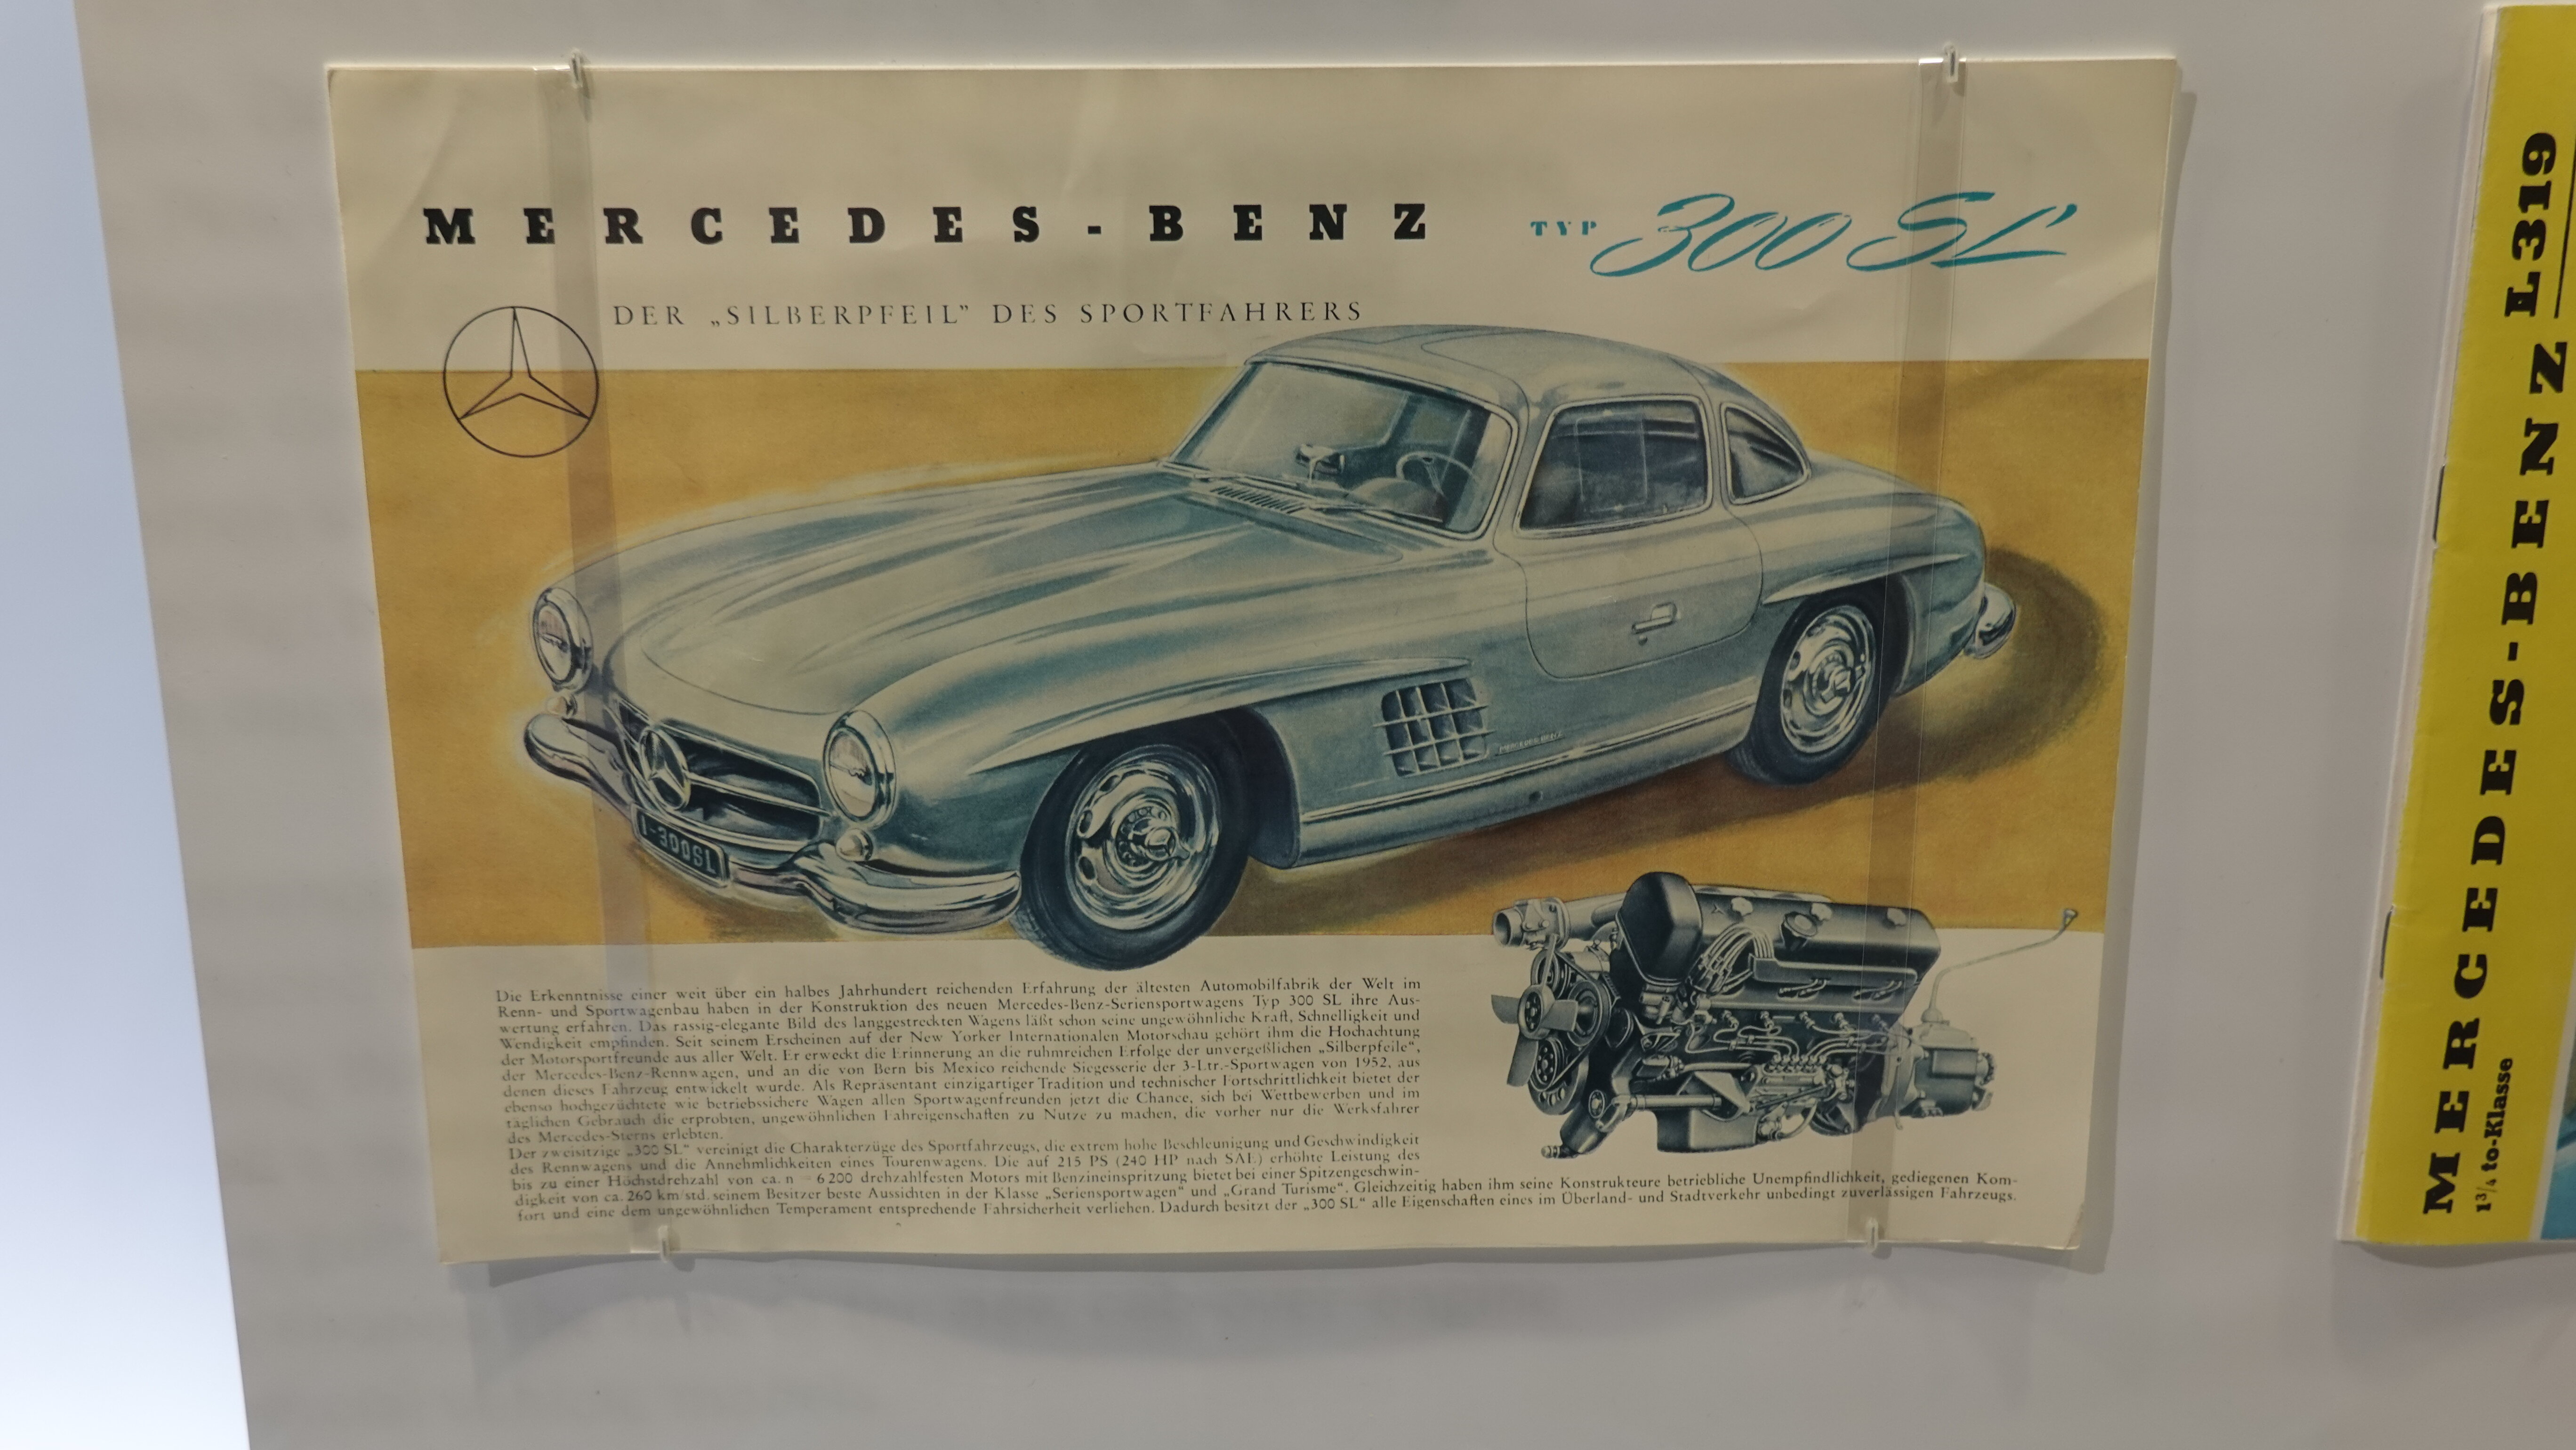 MERCEDES-BENZ TYP 300 SL
DER „SILBERPFEIL” DES SPORTFAHRERS
Mercedes-Benz
1-300SL
Die Erkenntnisse einer weit über ein halbes Jahrhundert reichenden Erfahrung der ältesten Automobilfabrik der Welt im
Renn- und Sportwagenbau haben in der Konstruktion des neuen Mercedes-Benz-Seriensportwagens Typ 300 SL ihre Aus-
wertung erfahren. Das rassig-elegante Bild des langgestreckten Wagens läßt schon seine ungewöhnliche Kraft, Schnelligkeit und
Wendigkeit empfinden. Seit seinem Erscheinen auf der New Yorker Internationalen Motorschau gehört ihm die Hochachtung
der Motorsportfreunde aus aller Welt. Er erweckt die Erinnerung an die ruhmreichen Erfolge der unvergeßlichen „Silberpfeile“,
der Mercedes-Benz-Rennwagen, und an die von Bern bis Mexico reichende Siegesserie der 3-Ltr.-Sportwagen von 1952, aus
denen dieses Fahrzeug entwickelt wurde. Als Repräsentant einzigartiger Tradition und technischer Fortschrittlichkeit bietet der
ebenso hochgezüchtete wie betriebssichere Wagen allen Sportwagenfreunden jetzt die Chance, sich bei Wettbewerben und im
täglichen Gebrauch die erprobten, ungewöhnlichen Fahreigenschaften zu Nutze zu machen, die vorher nur die Werksfahrer
des Mercedes-Sterns erlebten.
Der zweisitzige „300 SL“ vereinigt die Charakterzüge des Sportfahrzeugs, die extrem hohe Beschleunigung und Geschwindigkeit
des Rennwagens und die Annehmlichkeiten eines Tourenwagens. Die auf 215 PS (240 HP nach SAE) erhöhte Leistung des
bis zu einer Höchstdrehzahl von ca. n = 6200 drehzahlfesten Motors mit Benzineinspritzung bietet bei einer Spitzengeschwin-
digkeit von ca. 260 km/std. seinem Besitzer beste Aussichten in der Klasse „Seriensportwagen“ und „Grand Turisme“. Gleichzeitig haben ihm seine Konstrukteure betriebliche Unempfindlichkeit, gediegenen Kom-
fort und eine dem ungewöhnlichen Temperament entsprechende Fahrsicherheit verliehen. Dadurch besitzt der „300 SL“ alle Eigenschaften eines im Überland- und Stadtverkehr unbedingt zuverlässigen Fahrzeugs.
MERCEDES-BENZ L319
1 3/4 to-Klasse